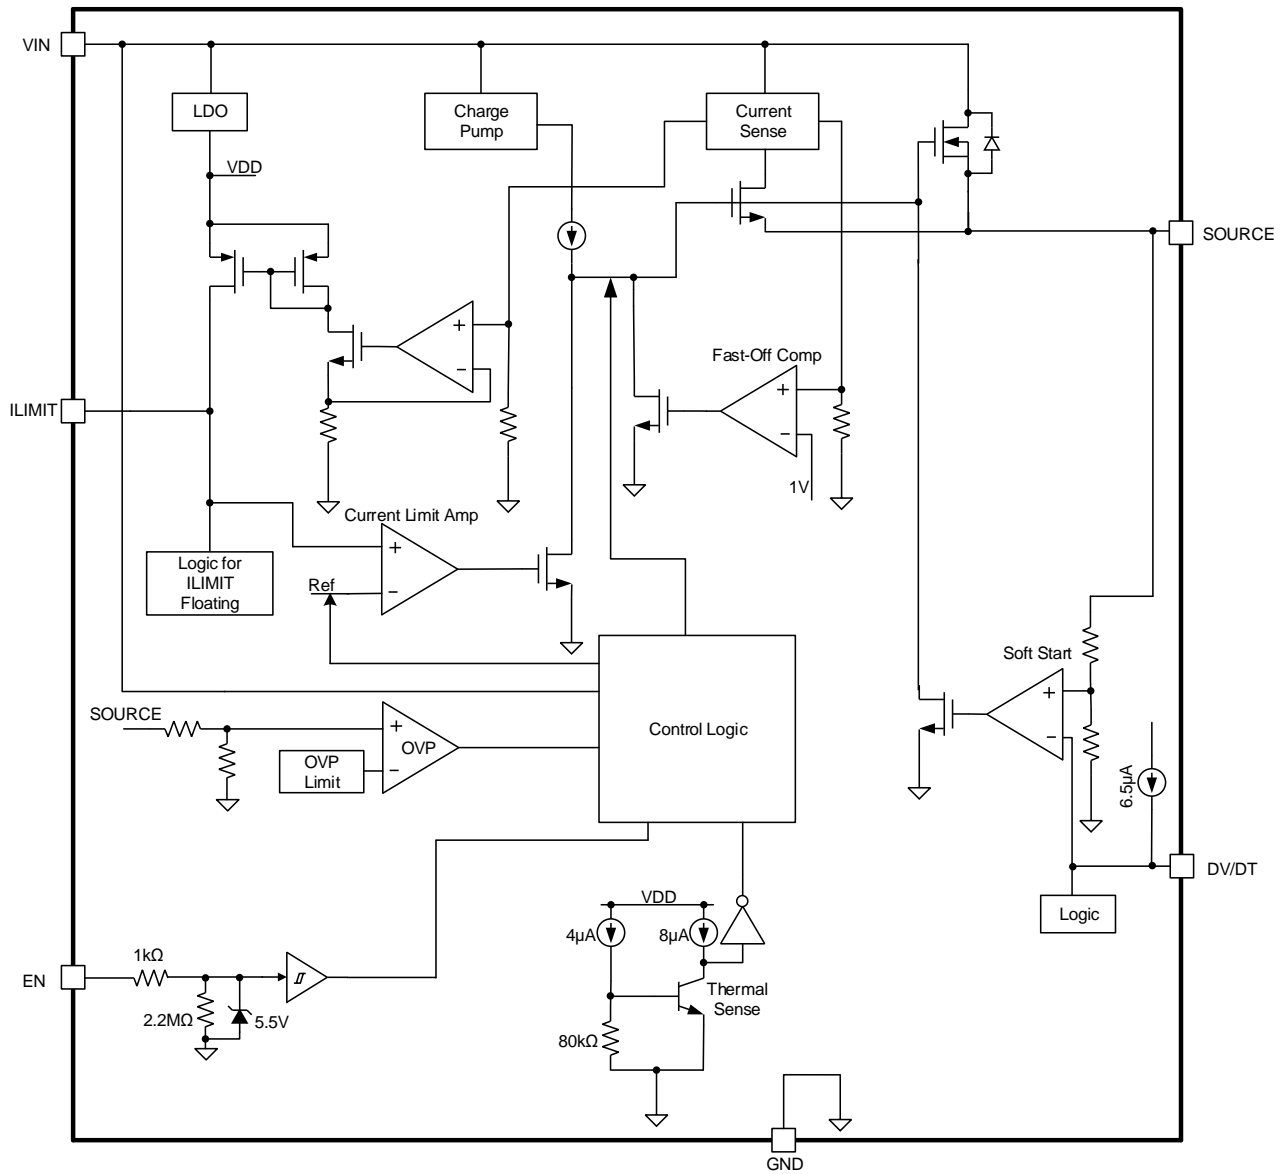 VIN
LDO
Charge
Pump
Current
Sense
VDD
SOURCE
+
−
Fast-Off Comp
+
−
1V
ILIMIT
Current Limit Amp
+
−
Logic for
ILIMIT
Floating
Ref
Control Logic
Soft Start
+
−
SOURCE
+
−
OVP
OVP
Limit
6.5µA
DV/DT
Logic
VDD
4µA
8µA
Thermal
Sense
80kΩ
EN
1kΩ
2.2MΩ
5.5V
GND